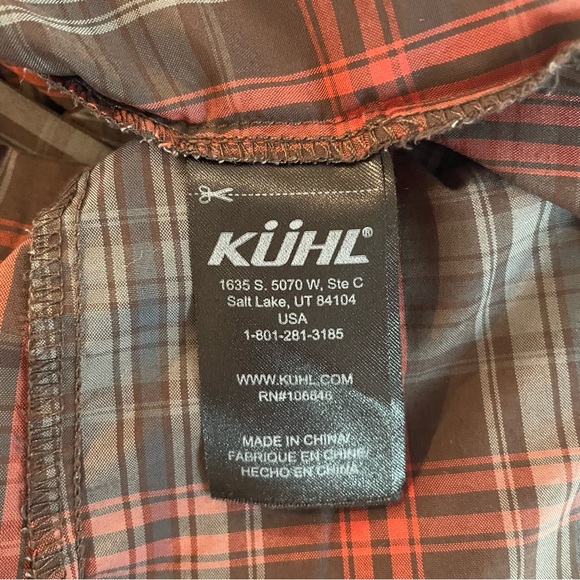 KÜHL®
1635 S. 5070 W, Ste C
Salt Lake, UT 84104
USA
1-801-281-3185
WWW.KUHL.COM
RN#106846
MADE IN CHINA/
FABRIQUE EN CHINE/
HECHO EN CHINA